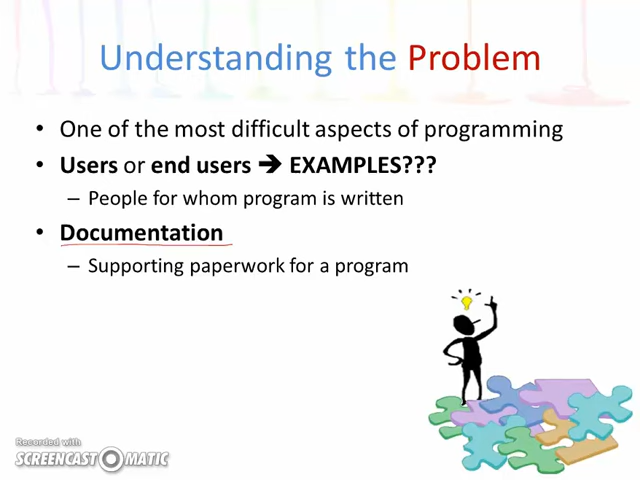 Understanding the Problem
• One of the most difficult aspects of programming
• Users or end users ➔ EXAMPLES???
– People for whom program is written
• Documentation
– Supporting paperwork for a program
Recorded with
SCREENCAST MATIC